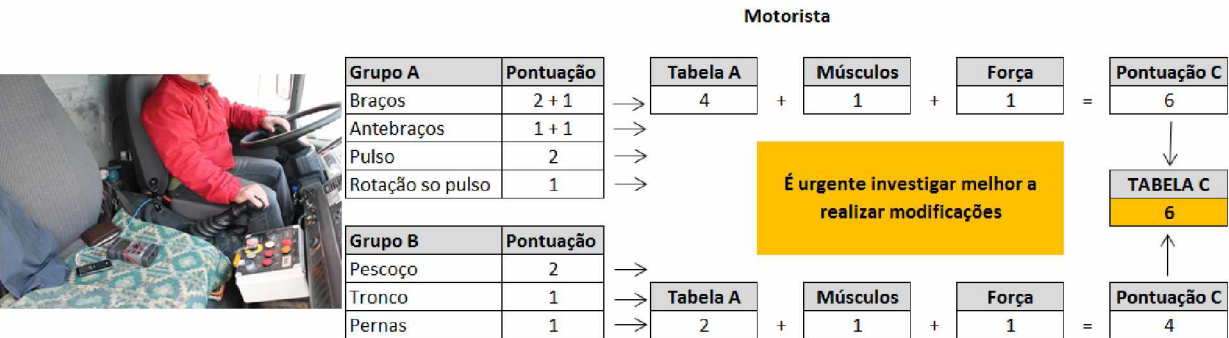 Motorista
Grupo A Pontuação
Braços 2 + 1
Antebraços 1 + 1
Pulso 2
Rotação so pulso 1
Tabela A Músculos Força Pontuação C
4 + 1 + 1 = 6
É urgente investigar melhor a
realizar modificações
TABELA C
6
Grupo B Pontuação
Pescoço 2
Tronco 1
Pernas 1
Tabela A Músculos Força Pontuação C
2 + 1 + 1 = 4